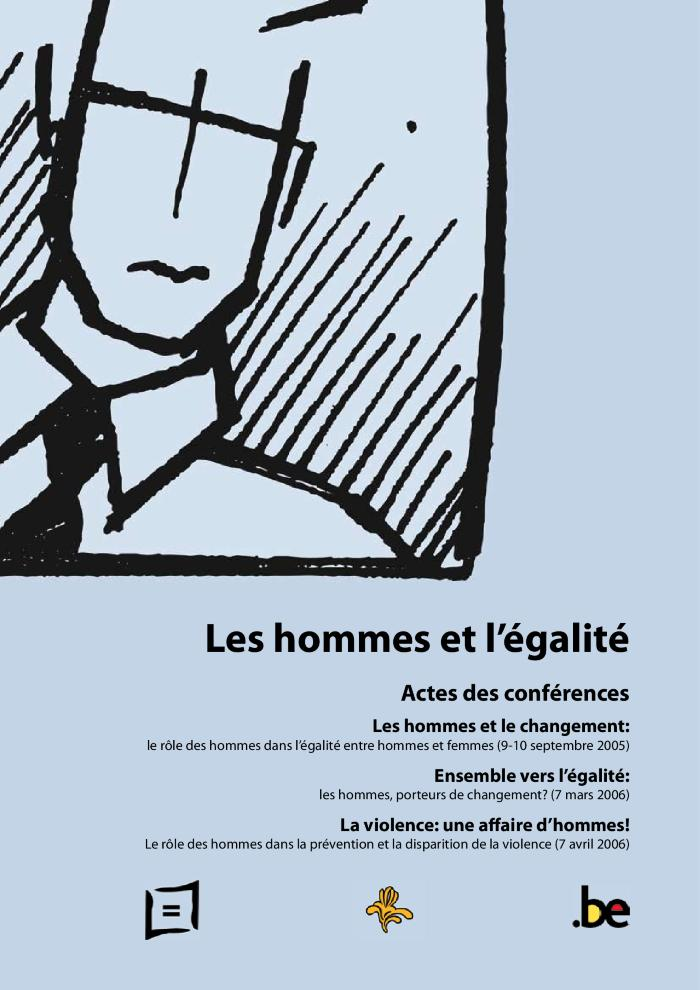 Les hommes et l’égalité
Actes des conférences
Les hommes et le changement:
le rôle des hommes dans l’égalité entre hommes et femmes (9-10 septembre 2005)
Ensemble vers l’égalité:
les hommes, porteurs de changement? (7 mars 2006)
La violence: une affaire d’hommes!
Le rôle des hommes dans la prévention et la disparition de la violence (7 avril 2006)
=
.be